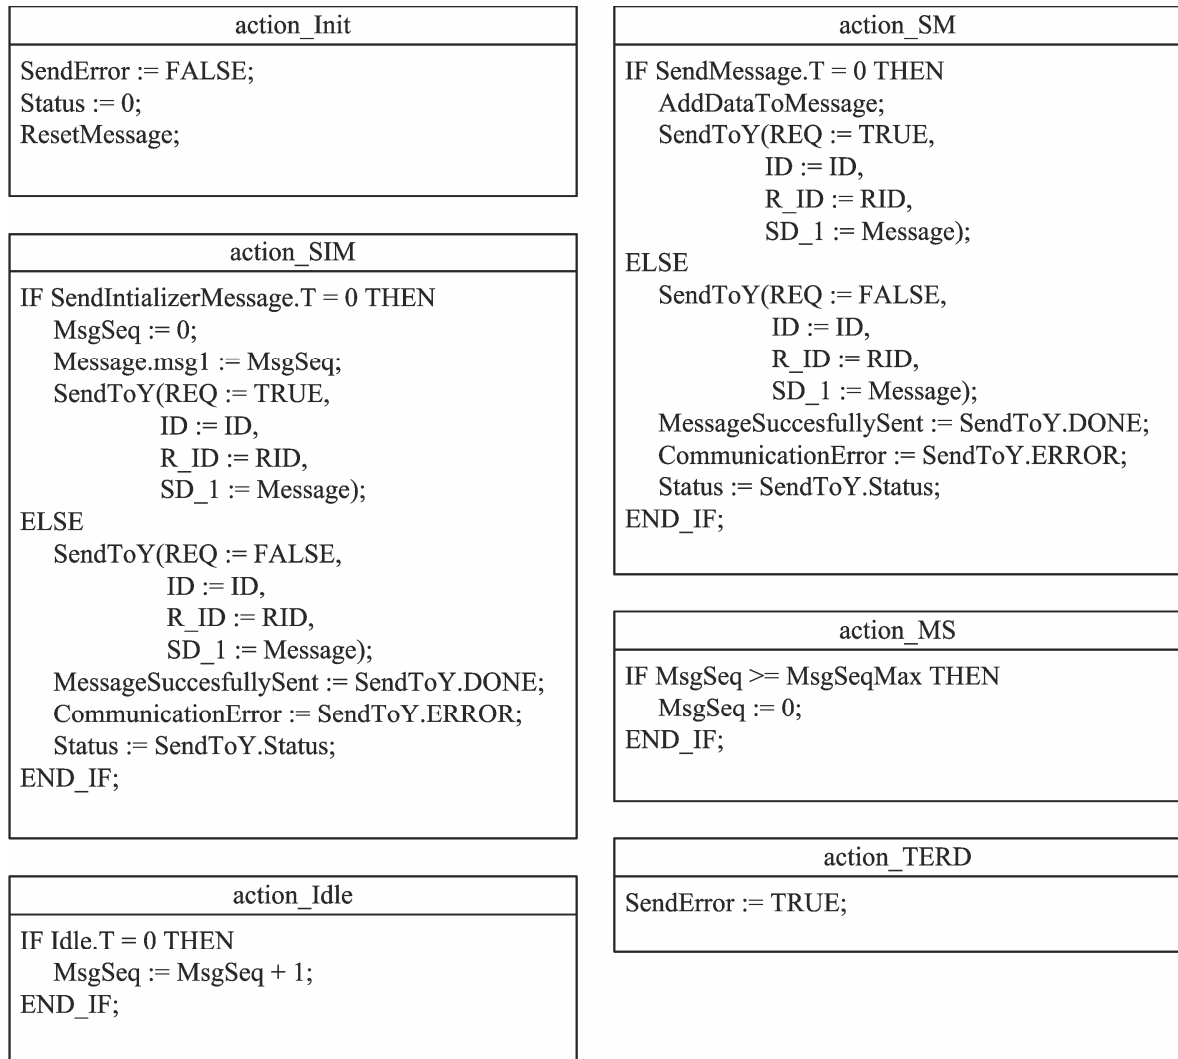 action_Init
SendError := FALSE;
Status := 0;
ResetMessage;
action_SIM
IF SendIntializerMessage.T = 0 THEN
MsgSeq := 0;
Message.msg1 := MsgSeq;
SendToY(REQ := TRUE,
ID := ID,
R_ID := RID,
SD_1 := Message);
ELSE
SendToY(REQ := FALSE,
ID := ID,
R_ID := RID,
SD_1 := Message);
MessageSuccesfullySent := SendToY.DONE;
CommunicationError := SendToY.ERROR;
Status := SendToY.Status;
END_IF;
action_Idle
IF Idle.T = 0 THEN
MsgSeq := MsgSeq + 1;
END_IF;
action_SM
IF SendMessage.T = 0 THEN
AddDataToMessage;
SendToY(REQ := TRUE,
ID := ID,
R_ID := RID,
SD_1 := Message);
ELSE
SendToY(REQ := FALSE,
ID := ID,
R_ID := RID,
SD_1 := Message);
MessageSuccesfullySent := SendToY.DONE;
CommunicationError := SendToY.ERROR;
Status := SendToY.Status;
END_IF;
action_MS
IF MsgSeq >= MsgSeqMax THEN
MsgSeq := 0;
END_IF;
action_TERD
SendError := TRUE;